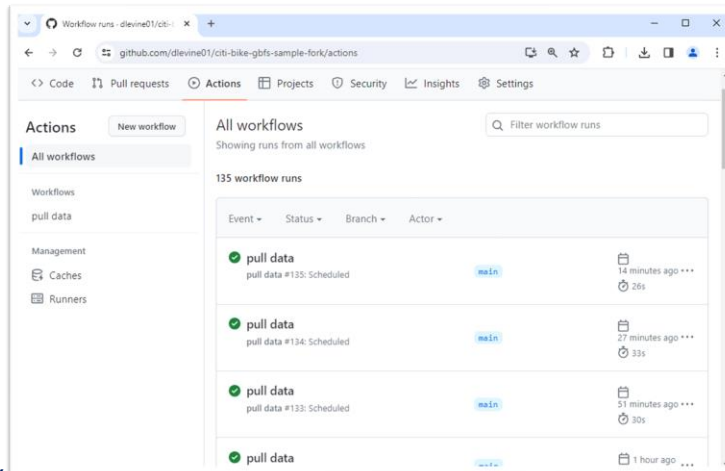 Workflow runs · dlevine01/citi-
github.com/dlevine01/citi-bike-gbfs-sample-fork/actions
Code Pull requests Actions Projects Security Insights Settings
Actions New workflow
All workflows
Workflows
pull data
Management
Caches
Runners
All workflows
Filter workflow runs
Showing runs from all workflows
135 workflow runs
Event Status Branch Actor
pull data
pull data #135: Scheduled
main
14 minutes ago
26s
pull data
pull data #134: Scheduled
main
27 minutes ago
33s
pull data
pull data #133: Scheduled
main
51 minutes ago
30s
pull data
main
1 hour ago